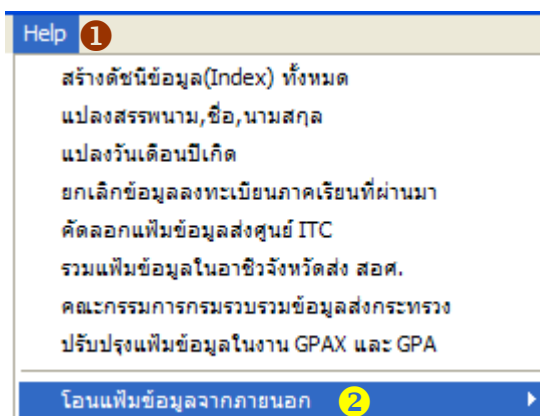 Help 1
สร้างดัชนีข้อมูล(Index) ทั้งหมด
แปลงสรรพนาม,ชื่อ,นามสกุล
แปลงวันเดือนปีเกิด
ยกเลิกข้อมูลลงทะเบียนภาคเรียนที่ผ่านมา
คัดลอกแฟ้มข้อมูลส่งศูนย์ ITC
รวมแฟ้มข้อมูลในอาชีวจังหวัดส่ง สอศ.
คณะกรรมการกรมรวบรวมข้อมูลส่งกระทรวง
ปรับปรุงแฟ้มข้อมูลในงาน GPAX และ GPA
โอนแฟ้มข้อมูลจากภายนอก 2